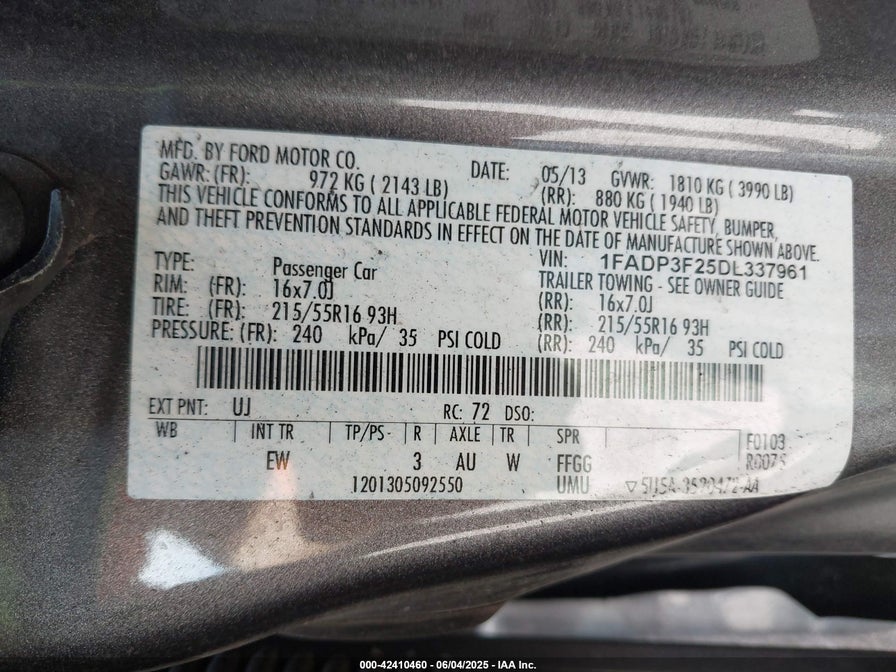 MFD. BY FORD MOTOR CO. DATE: 05/13 GVWR: 1810 KG ( 3990 LB)
GAWR: (FR): 972 KG ( 2143 LB) (RR): 880 KG ( 1940 LB)
THIS VEHICLE CONFORMS TO ALL APPLICABLE FEDERAL MOTOR VEHICLE SAFETY, BUMPER,
AND THEFT PREVENTION STANDARDS IN EFFECT ON THE DATE OF MANUFACTURE SHOWN ABOVE.
VIN: 1FADP3F25DL337961
TYPE: Passenger Car TRAILER TOWING - SEE OWNER GUIDE
RIM: (FR): 16x7.0J (RR): 16x7.0J
TIRE: (FR): 215/55R16 93H (RR): 215/55R16 93H
PRESSURE: (FR): 240 kPa/ 35 PSI COLD (RR): 240 kPa/ 35 PSI COLD
EXT PNT: UJ RC: 72 DSO:
WB INT TR TP/PS R AXLE TR SPR F0103
EW 3 AU W FFGG R0075
1201305092550 UMU
000-42410460 - 06/04/2025 - IAA Inc.